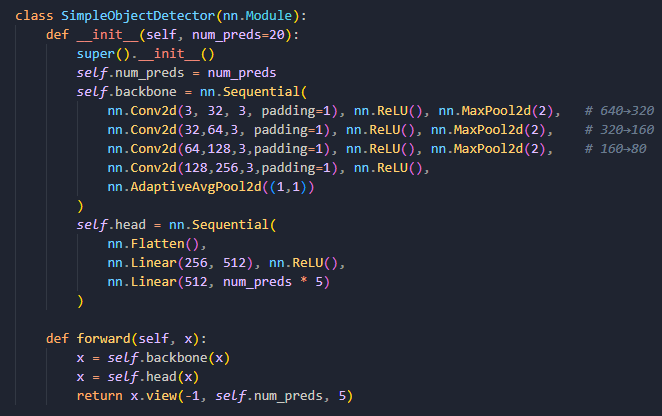 class SimpleObjectDetector(nn.Module):
    def __init__(self, num_preds=20):
        super().__init__()
        self.num_preds = num_preds
        self.backbone = nn.Sequential(
            nn.Conv2d(3, 32, 3, padding=1), nn.ReLU(), nn.MaxPool2d(2),   # 640→320
            nn.Conv2d(32,64,3, padding=1), nn.ReLU(), nn.MaxPool2d(2),    # 320→160
            nn.Conv2d(64,128,3,padding=1), nn.ReLU(), nn.MaxPool2d(2),    # 160→80
            nn.Conv2d(128,256,3,padding=1), nn.ReLU(),
            nn.AdaptiveAvgPool2d((1,1))
        )
        self.head = nn.Sequential(
            nn.Flatten(),
            nn.Linear(256, 512), nn.ReLU(),
            nn.Linear(512, num_preds * 5)
        )

    def forward(self, x):
        x = self.backbone(x)
        x = self.head(x)
        return x.view(-1, self.num_preds, 5)